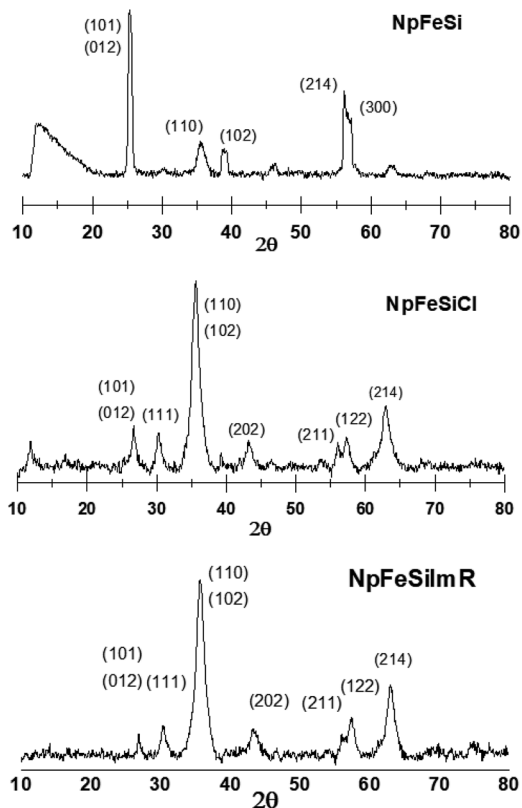 NpFeSi
(101)
(012)
(214)
(300)
(110)
(102)
10 20 30 40 50 60 70 80
2θ
NpFeSiCl
(110)
(102)
(101)
(012)
(111)
(202)
(211)
(122)
(214)
10 20 30 40 50 60 70 80
2θ
NpFeSiImR
(110)
(102)
(101)
(012)
(111)
(202)
(211)
(122)
(214)
10 20 30 40 50 60 70 80
2θ